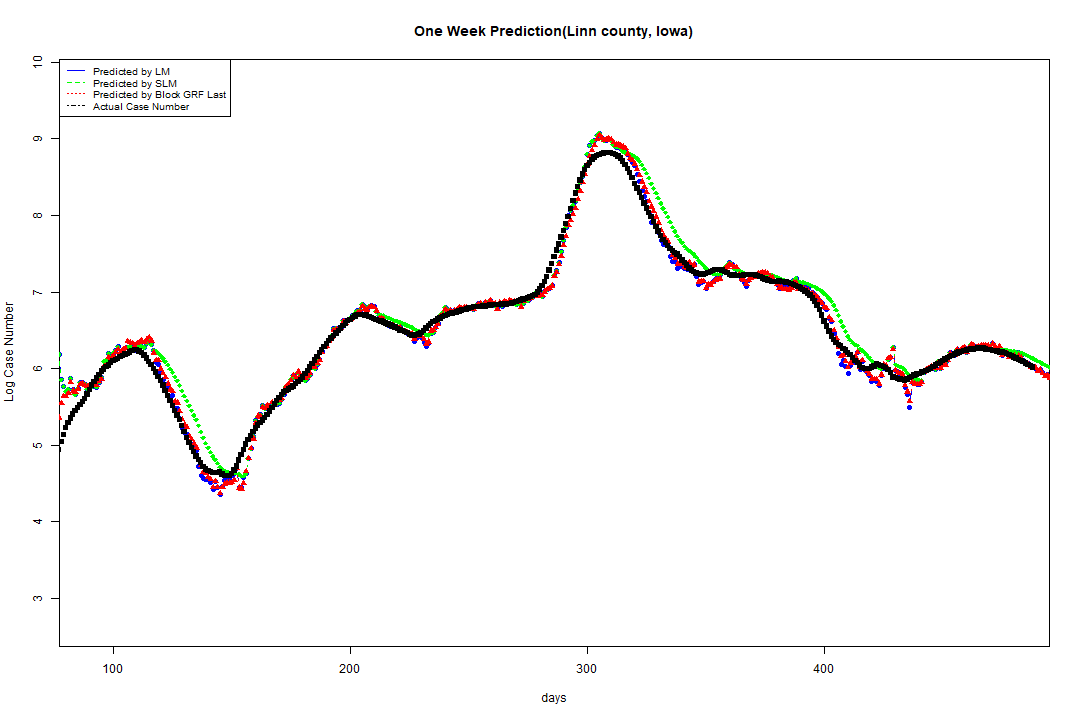 One Week Prediction(Linn county, Iowa)
Predicted by LM
Predicted by SLM
Predicted by Block GRF Last
Actual Case Number
10
9
8
7
6
5
4
3
Log Case Number
100 200 300 400
days